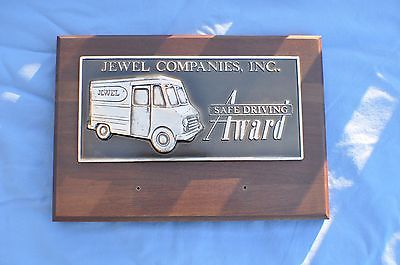 JEWEL COMPANIES, INC.
JEWEL
SAFE DRIVING
Award